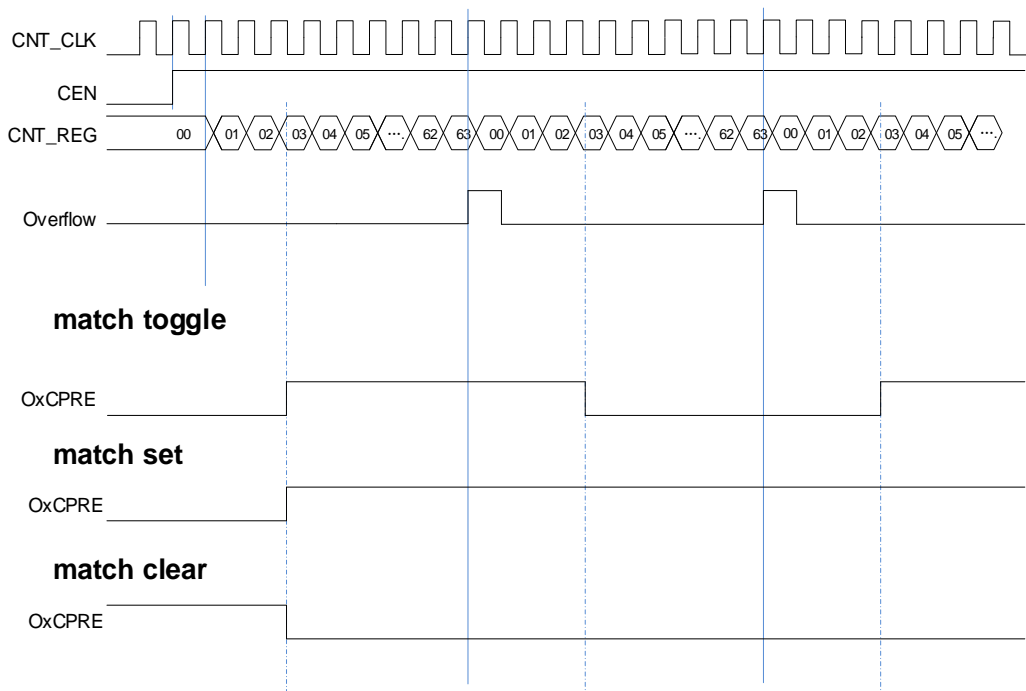 CNT_CLK
CEN
CNT_REG 00 01 02 03 04 05 .... 62 63 00 01 02 03 04 05 .... 62 63 00 01 02 03 04 05 ....
Overflow
match toggle
OxCPRE
match set
OxCPRE
match clear
OxCPRE